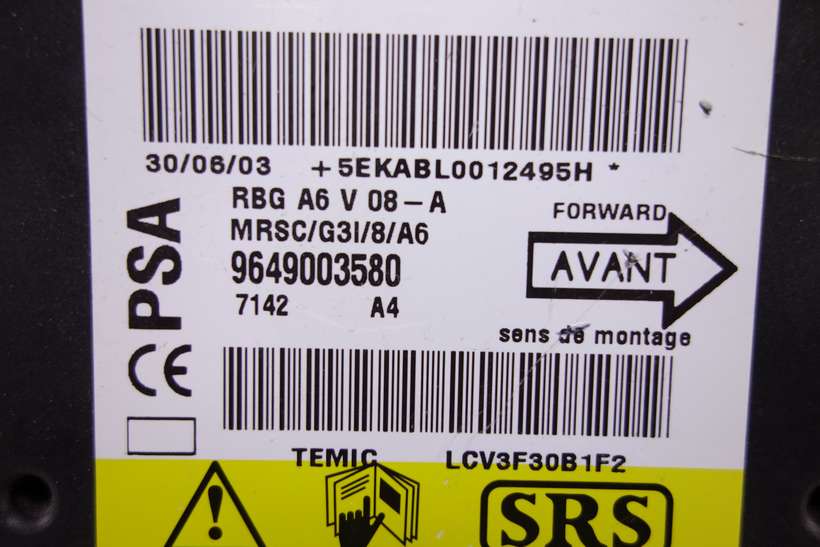 30/06/03 +5EKABL0012495H *
RBG A6 V 08-A
MRSC/G3I/8/A6
9649003580
7142 A4
PSA
CE
FORWARD
AVANT
sens de montage
TEMIC LCV3F30B1F2
SRS